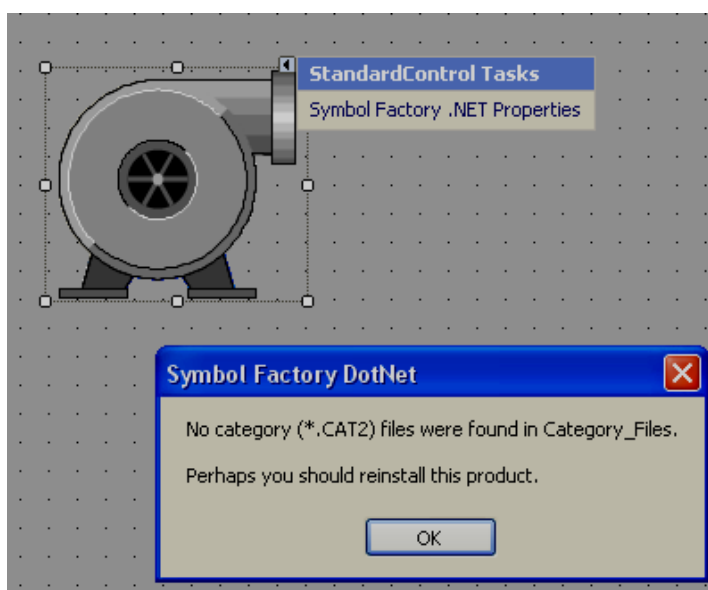 StandardControl Tasks
Symbol Factory .NET Properties
Symbol Factory DotNet
No category (*.CAT2) files were found in Category_Files.
Perhaps you should reinstall this product.
OK